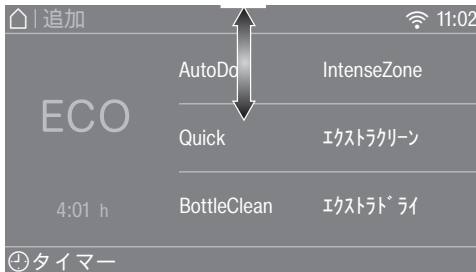 追加 11:02
AutoDo IntenseZone
ECO
Quick エクストラクリーン
4:01 h BottleClean エクストラドライ
タイマー